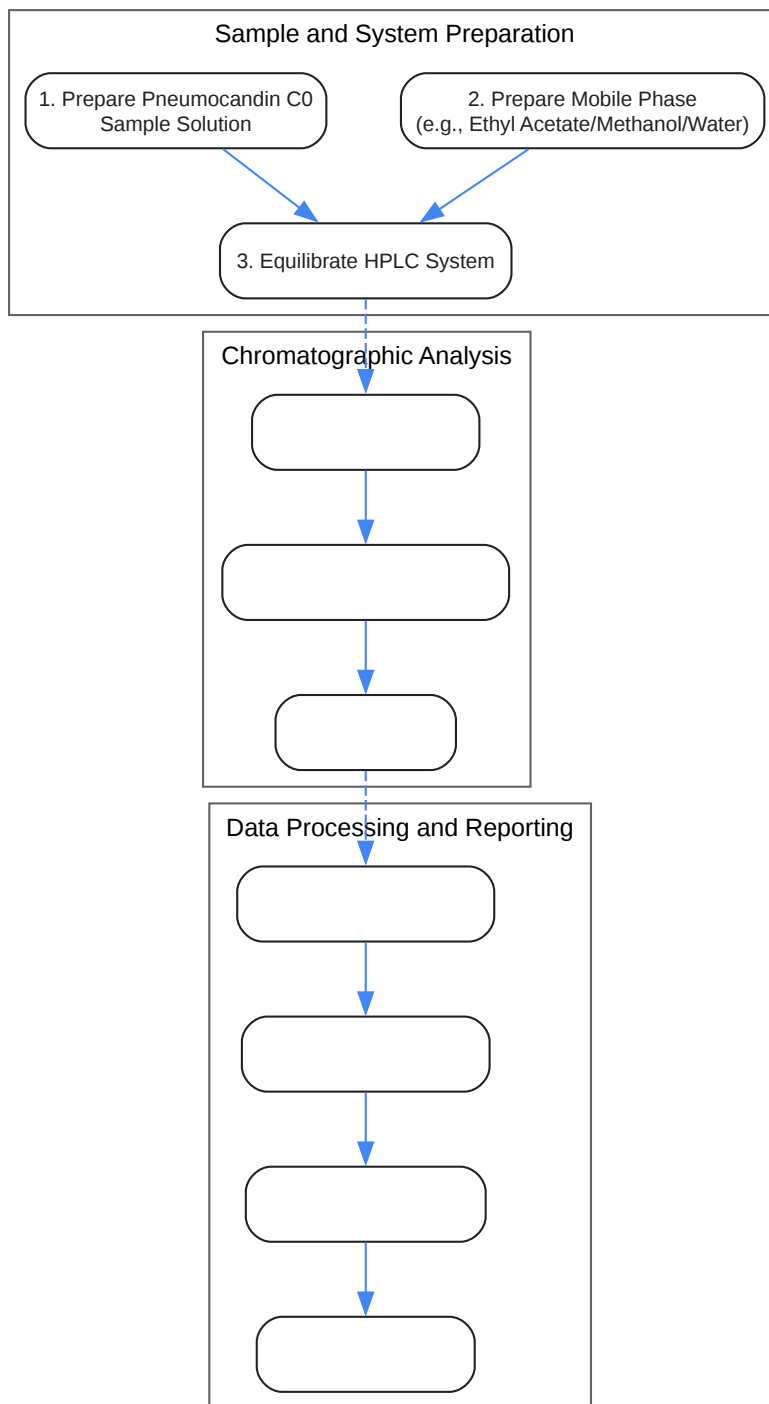 Sample and System Preparation
1. Prepare Pneumocandin C0
Sample Solution
2. Prepare Mobile Phase
(e.g., Ethyl Acetate/Methanol/Water)
3. Equilibrate HPLC System
Chromatographic Analysis
Data Processing and Reporting